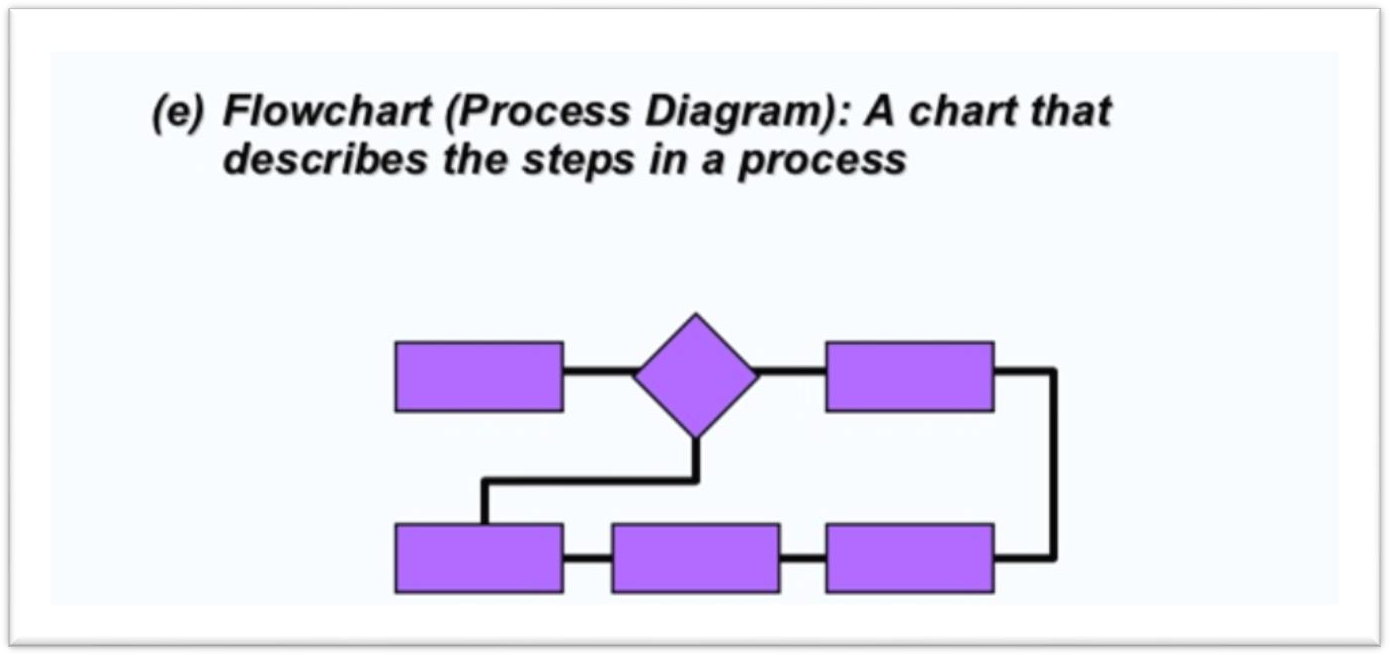 (e) Flowchart (Process Diagram): A chart that
describes the steps in a process